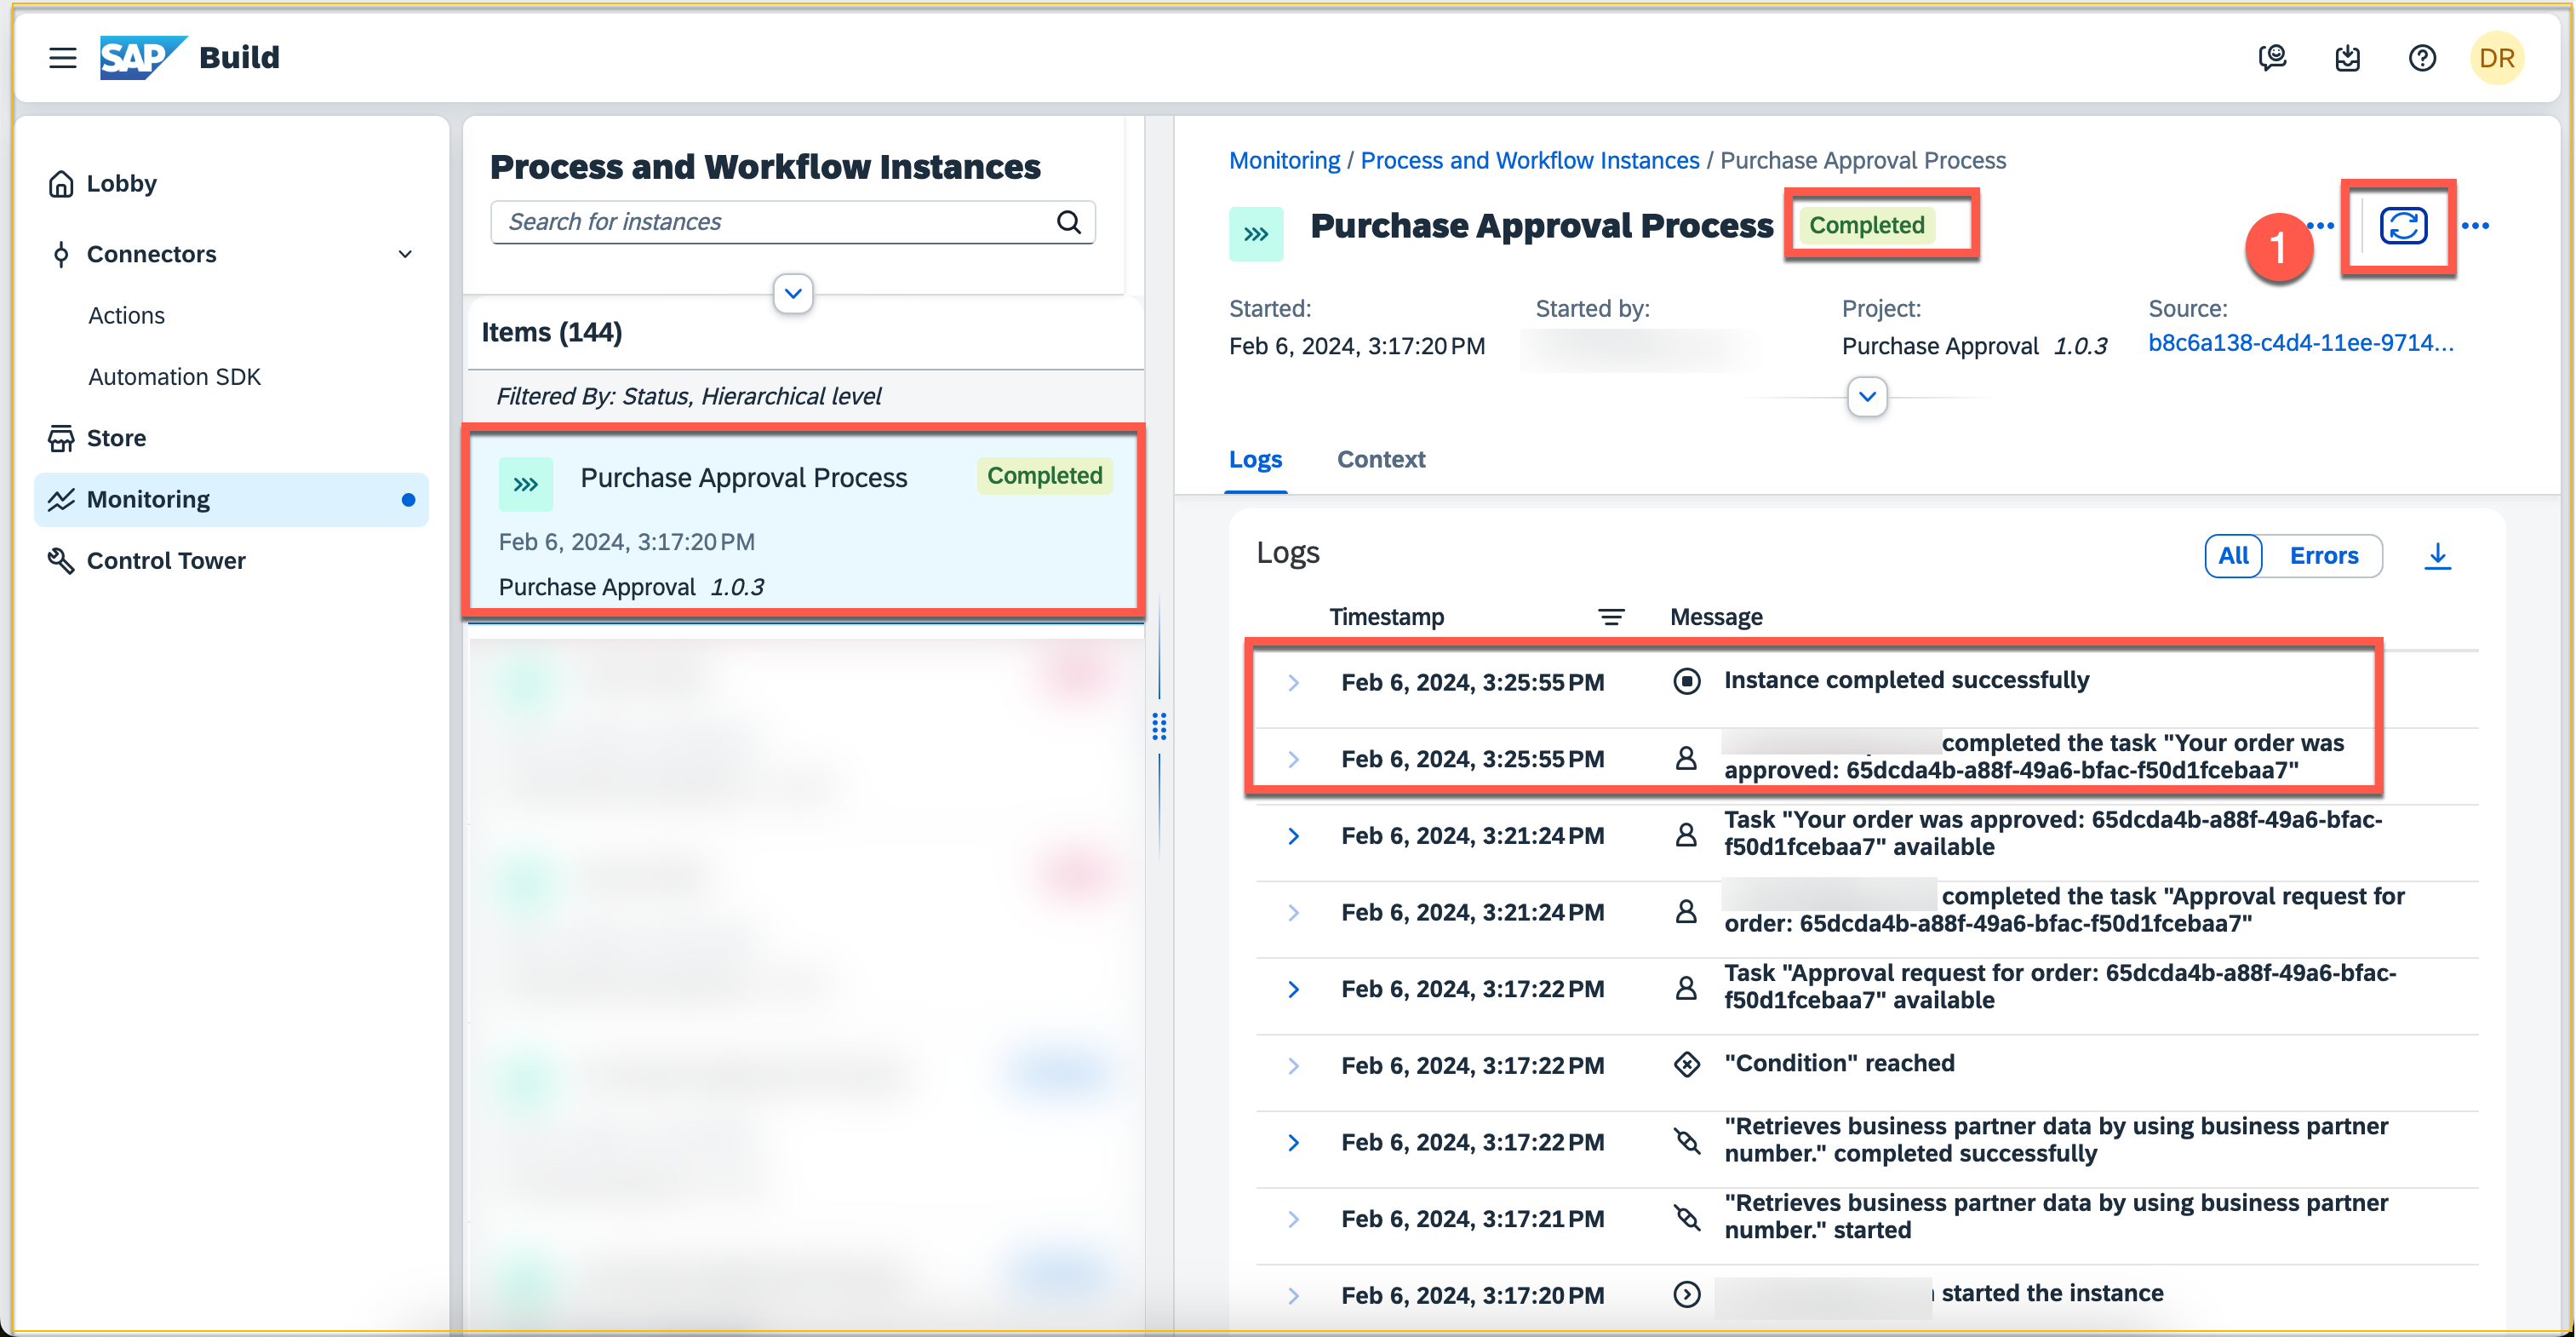 SAP Build
DR
Lobby
Connectors
Actions
Automation SDK
Store
Monitoring
Control Tower
Process and Workflow Instances
Search for instances
Items (144)
Filtered By: Status, Hierarchical level
Purchase Approval Process Completed
Feb 6, 2024, 3:17:20 PM
Purchase Approval 1.0.3
Monitoring / Process and Workflow Instances / Purchase Approval Process
Purchase Approval Process Completed
1
Started: Started by: Project: Source:
Feb 6, 2024, 3:17:20 PM Purchase Approval 1.0.3 b8c6a138-c4d4-11ee-9714...
Logs Context
Logs All Errors
Timestamp Message
Feb 6, 2024, 3:25:55 PM Instance completed successfully
Feb 6, 2024, 3:25:55 PM completed the task "Your order was
approved: 65dcda4b-a88f-49a6-bfac-f50d1fcebaa7"
Feb 6, 2024, 3:21:24 PM Task "Your order was approved: 65dcda4b-a88f-49a6-bfac-
f50d1fcebaa7" available
Feb 6, 2024, 3:21:24 PM completed the task "Approval request for
order: 65dcda4b-a88f-49a6-bfac-f50d1fcebaa7"
Feb 6, 2024, 3:17:22 PM Task "Approval request for order: 65dcda4b-a88f-49a6-bfac-
f50d1fcebaa7" available
Feb 6, 2024, 3:17:22 PM "Condition" reached
Feb 6, 2024, 3:17:22 PM "Retrieves business partner data by using business partner
number." completed successfully
Feb 6, 2024, 3:17:21 PM "Retrieves business partner data by using business partner
number." started
Feb 6, 2024, 3:17:20 PM started the instance